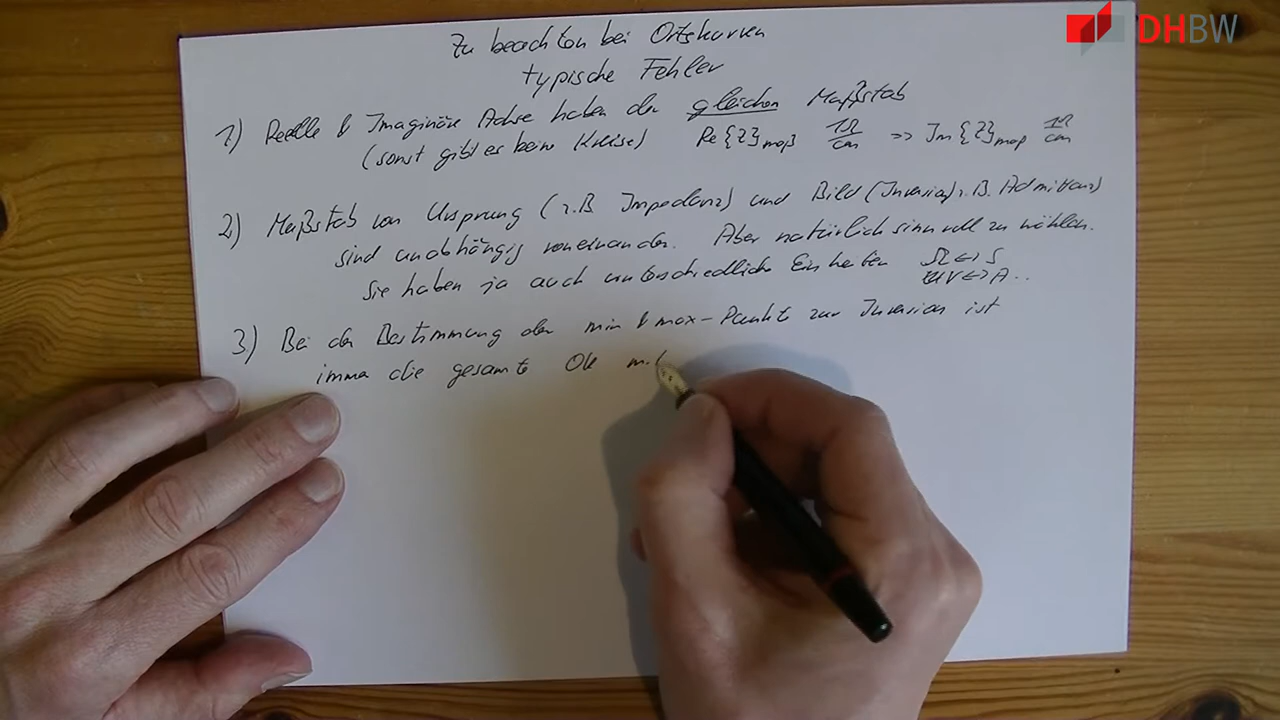 DHBW
Zu beachten bei Ortskurven
typische Fehler
1) Reelle & Imaginäre Achse haben den gleichen Maßstab
(sonst gibt es keine Kreise) Re{Z}map 1Ω/cm => Im{Z}map 1Ω/cm
2) Maßstab von Ursprung (z.B. Impedanz) und Bild (Inversion z.B. Admittanz)
sind unabhängig voneinander. Aber natürlich sinnvoll zu wählen.
Sie haben ja auch unterschiedliche Einheiten Ω<->S
V<->A..
3) Bei der Bestimmung der min & max-Punkte zur Inversion ist
immer die gesamte OK